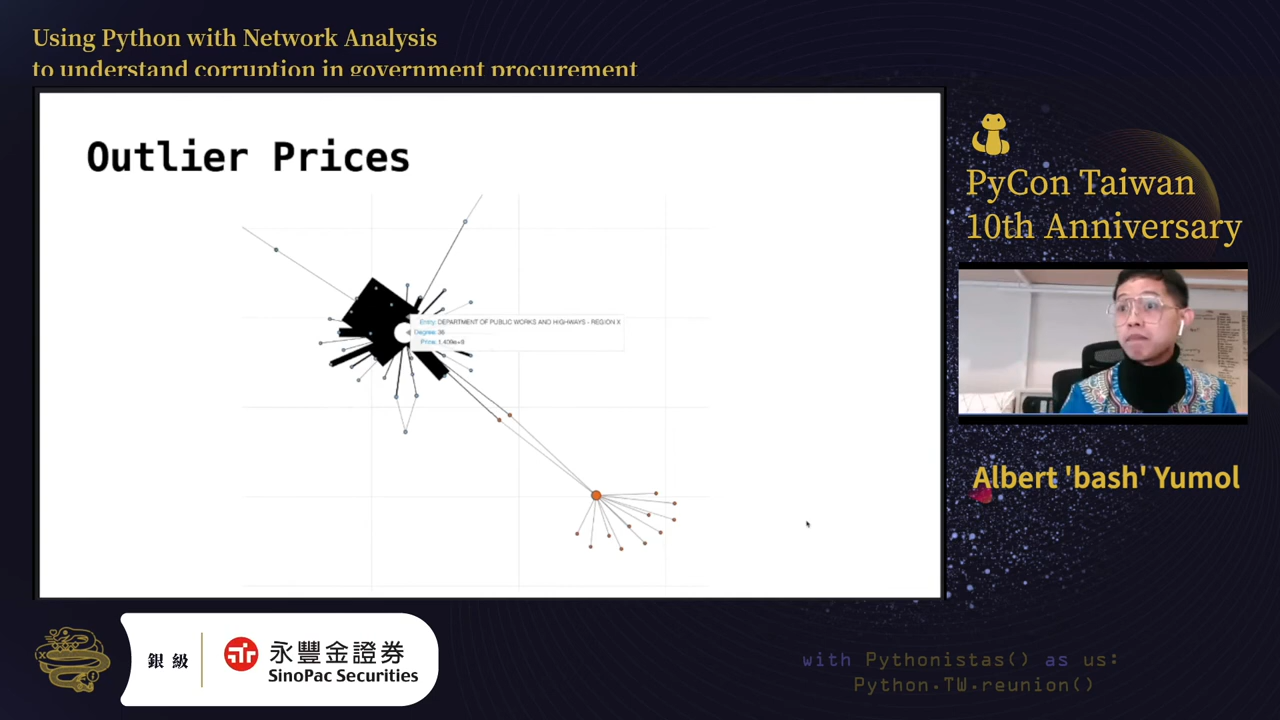 Using Python with Network Analysis
to understand corruption in government procurement
Outlier Prices
Entity: DEPARTMENT OF PUBLIC WORKS AND HIGHWAYS - REGION X
Degree: 36
Price: 1.409e+8
PyCon Taiwan
10th Anniversary
Albert 'bash' Yumol
銀級
永豐金證券
SinoPac Securities
with Pythonistas() as us:
Python.TW.reunion()